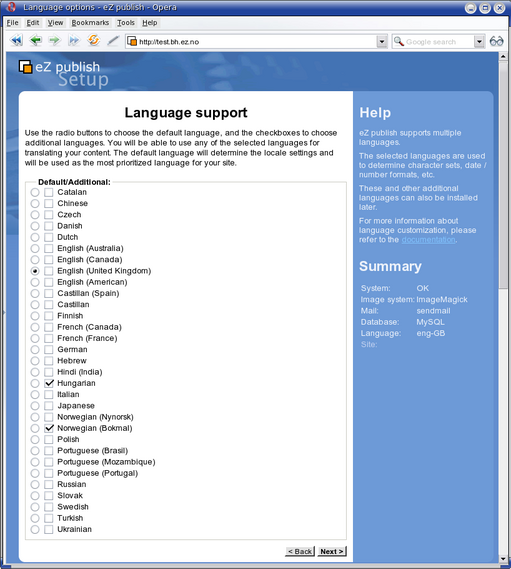 Language options - eZ publish - Opera
File Edit View Bookmarks Tools Help
http://test.bh.ez.no
Google search
eZ publish
Setup
Language support
Use the radio buttons to choose the default language, and the checkboxes to choose
additional languages. You will be able to use any of the selected languages for
translating your content. The default language will determine the locale settings and
will be used as the most prioritized language for your site.
Default/Additional:
Catalan
Chinese
Czech
Danish
Dutch
English (Australia)
English (Canada)
English (United Kingdom)
English (American)
Castillan (Spain)
Castillan
Finnish
French (Canada)
French (France)
German
Hebrew
Hindi (India)
Hungarian
Italian
Japanese
Norwegian (Nynorsk)
Norwegian (Bokmal)
Polish
Portuguese (Brasil)
Portuguese (Mozambique)
Portuguese (Portugal)
Russian
Slovak
Swedish
Turkish
Ukrainian
< Back Next >
Help
eZ publish supports multiple
languages.
The selected languages are used to
determine character sets, date /
number formats, etc.
These and other additional
languages can also be installed
later.
For more information about
language customization, please
refer to the documentation.
Summary
System: OK
Image system: ImageMagick
Mail: sendmail
Database: MySQL
Language: eng-GB
Site: